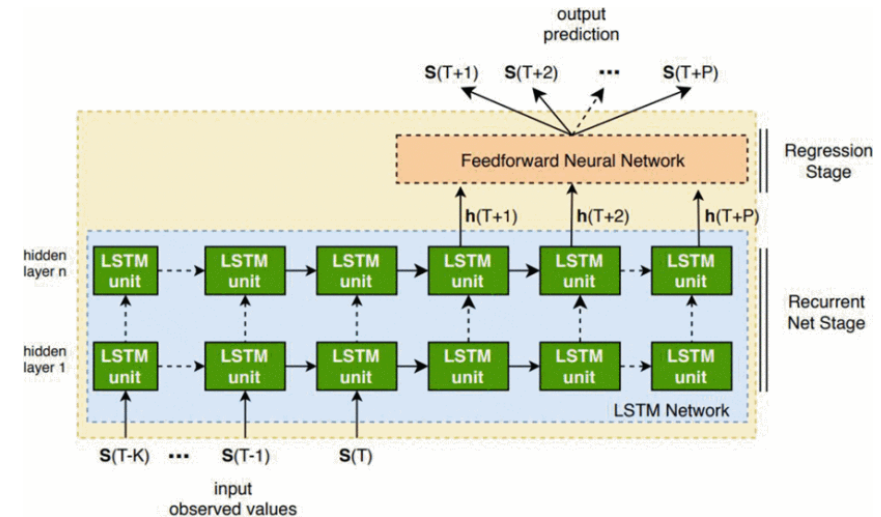 output
prediction
S(T+1) S(T+2) ... S(T+P)
Feedforward Neural Network
Regression
Stage
h(T+1) h(T+2) h(T+P)
hidden
layer n
LSTM
unit
LSTM
unit
LSTM
unit
LSTM
unit
LSTM
unit
LSTM
unit
Recurrent
Net Stage
hidden
layer 1
LSTM
unit
LSTM
unit
LSTM
unit
LSTM
unit
LSTM
unit
LSTM
unit
LSTM Network
S(T-K) ... S(T-1) S(T)
input
observed values